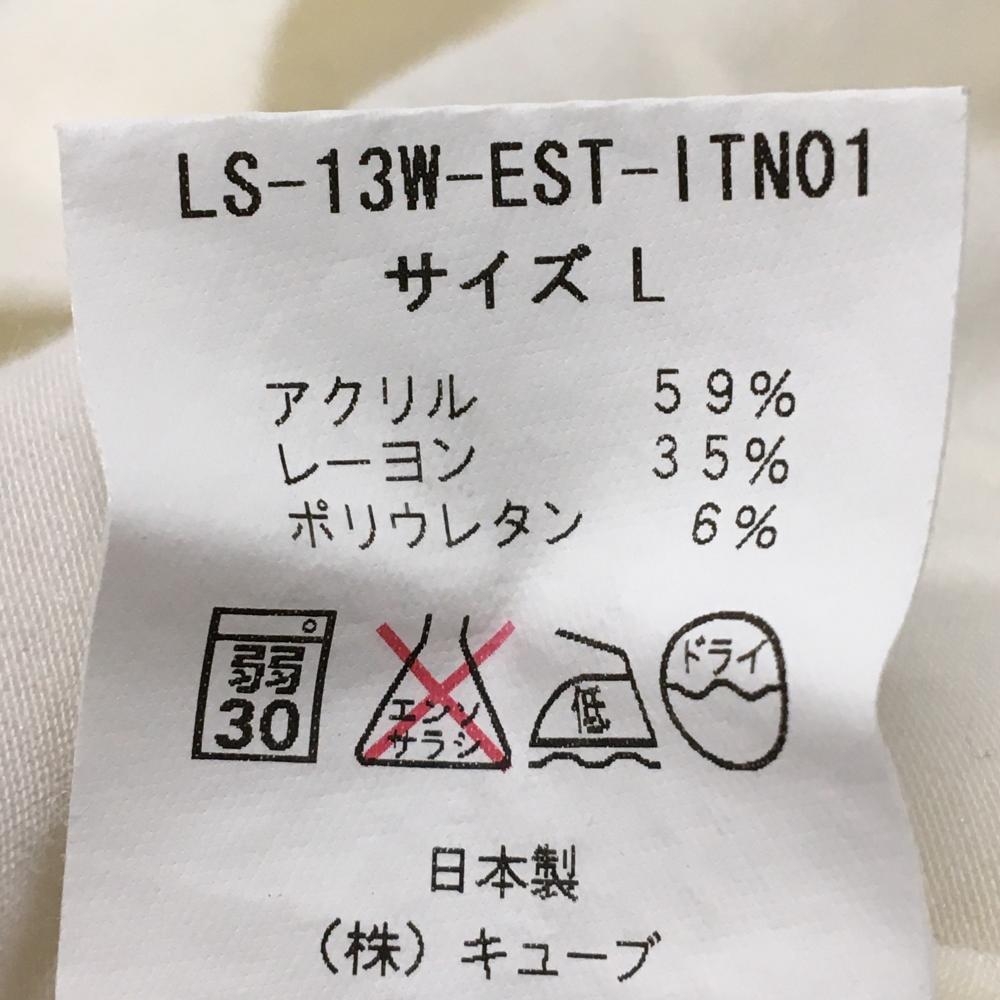 LS-13W-EST-ITN01
サイズ L
アクリル 59%
レーヨン 35%
ポリウレタン 6%
弱
30
エンソ
サラシ
低
ドライ
日本製
(株)キューブ